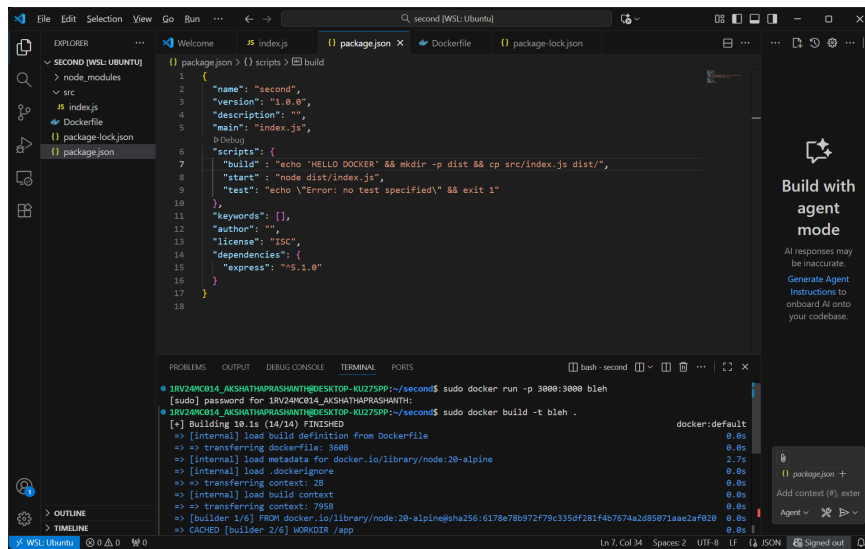 File Edit Selection View Go Run ···
second [WSL: Ubuntu]
EXPLORER ···
SECOND [WSL: UBUNTU]
node_modules
src
JS index.js
Dockerfile
{} package-lock.json
{} package.json
OUTLINE
TIMELINE
Welcome JS index.js {} package.json × Dockerfile {} package-lock.json
{} package.json > {} scripts > build
1 {
2 "name": "second",
3 "version": "1.0.0",
4 "description": "",
5 "main": "index.js",
Debug
6 "scripts": {
7 "build" : "echo 'HELLO DOCKER' && mkdir -p dist && cp src/index.js dist/",
8 "start" : "node dist/index.js",
9 "test": "echo \"Error: no test specified\" && exit 1"
10 },
11 "keywords": [],
12 "author": "",
13 "license": "ISC",
14 "dependencies": {
15 "express": "^5.1.0"
16 }
17 }
18
PROBLEMS OUTPUT DEBUG CONSOLE TERMINAL PORTS
bash - second
1RV24MC014_AKSHATHAPRASHANTH@DESKTOP-KU275PP:~/second$ sudo docker run -p 3000:3000 bleh
[sudo] password for 1RV24MC014_AKSHATHAPRASHANTH:
1RV24MC014_AKSHATHAPRASHANTH@DESKTOP-KU275PP:~/second$ sudo docker build -t bleh .
[+] Building 10.1s (14/14) FINISHED docker:default
=> [internal] load build definition from Dockerfile 0.0s
=> => transferring dockerfile: 360B 0.0s
=> [internal] load metadata for docker.io/library/node:20-alpine 2.7s
=> [internal] load .dockerignore 0.0s
=> => transferring context: 2B 0.0s
=> [internal] load build context 0.0s
=> => transferring context: 795B 0.0s
=> [builder 1/6] FROM docker.io/library/node:20-alpine@sha256:6178e78b972f79c335df281f4b7674a2d85071aae2af020 0.0s
=> CACHED [builder 2/6] WORKDIR /app 0.0s
Build with
agent
mode
AI responses may
be inaccurate.
Generate Agent
Instructions to
onboard AI onto
your codebase.
{} package.json +
Add context (#), exter
Agent
WSL: Ubuntu 0 0 0
Ln 7, Col 34 Spaces: 2 UTF-8 LF {} JSON Signed out